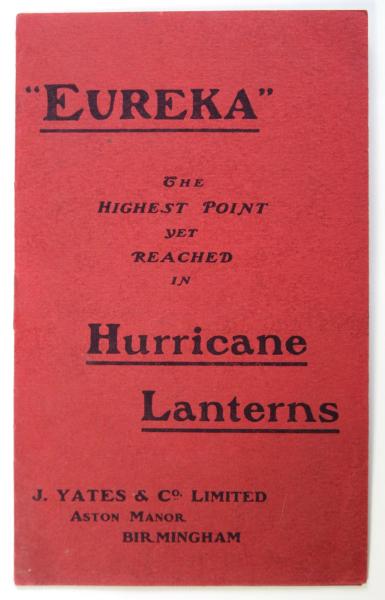 "EUREKA"
THE
HIGHEST POINT
YET
REACHED
IN
Hurricane
Lanterns
J. YATES & Co. LIMITED
ASTON MANOR
BIRMINGHAM